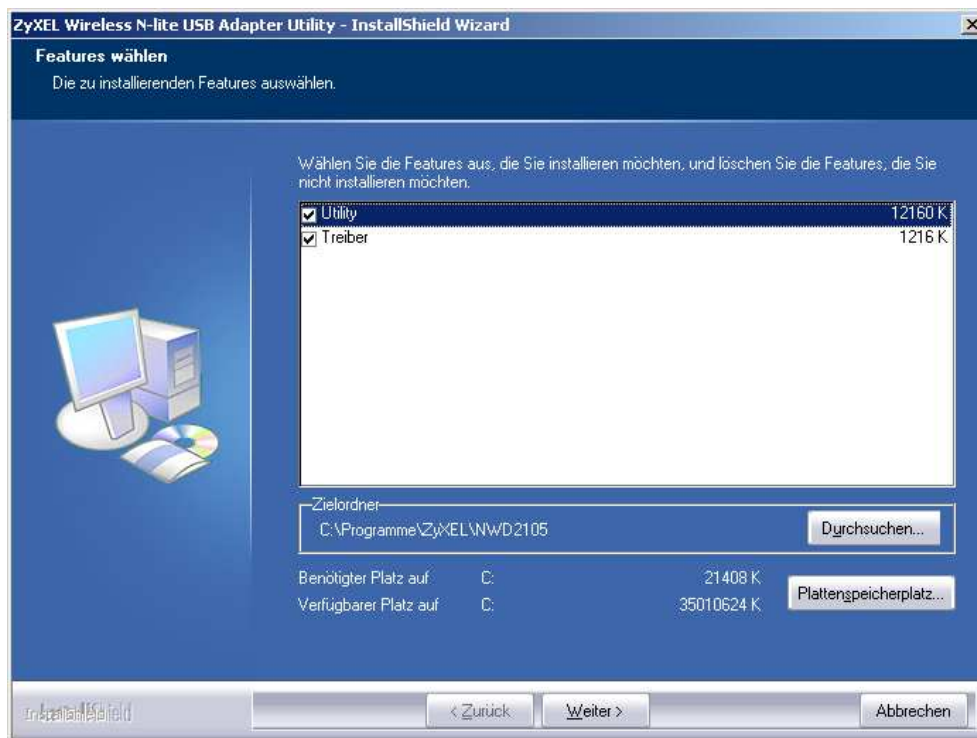 ZyXEL Wireless N-lite USB Adapter Utility - InstallShield Wizard
Features wählen
Die zu installierenden Features auswählen.
Wählen Sie die Features aus, die Sie installieren möchten, und löschen Sie die Features, die Sie
nicht installieren möchten.
Utility 12160 K
Treiber 1216 K
Zielordner
C:\Programme\ZyXEL\NWD2105
Durchsuchen...
Benötigter Platz auf C: 21408 K
Verfügbarer Platz auf C: 35010624 K
Plattenspeicherplatz...
InstallShield
< Zurück
Weiter >
Abbrechen